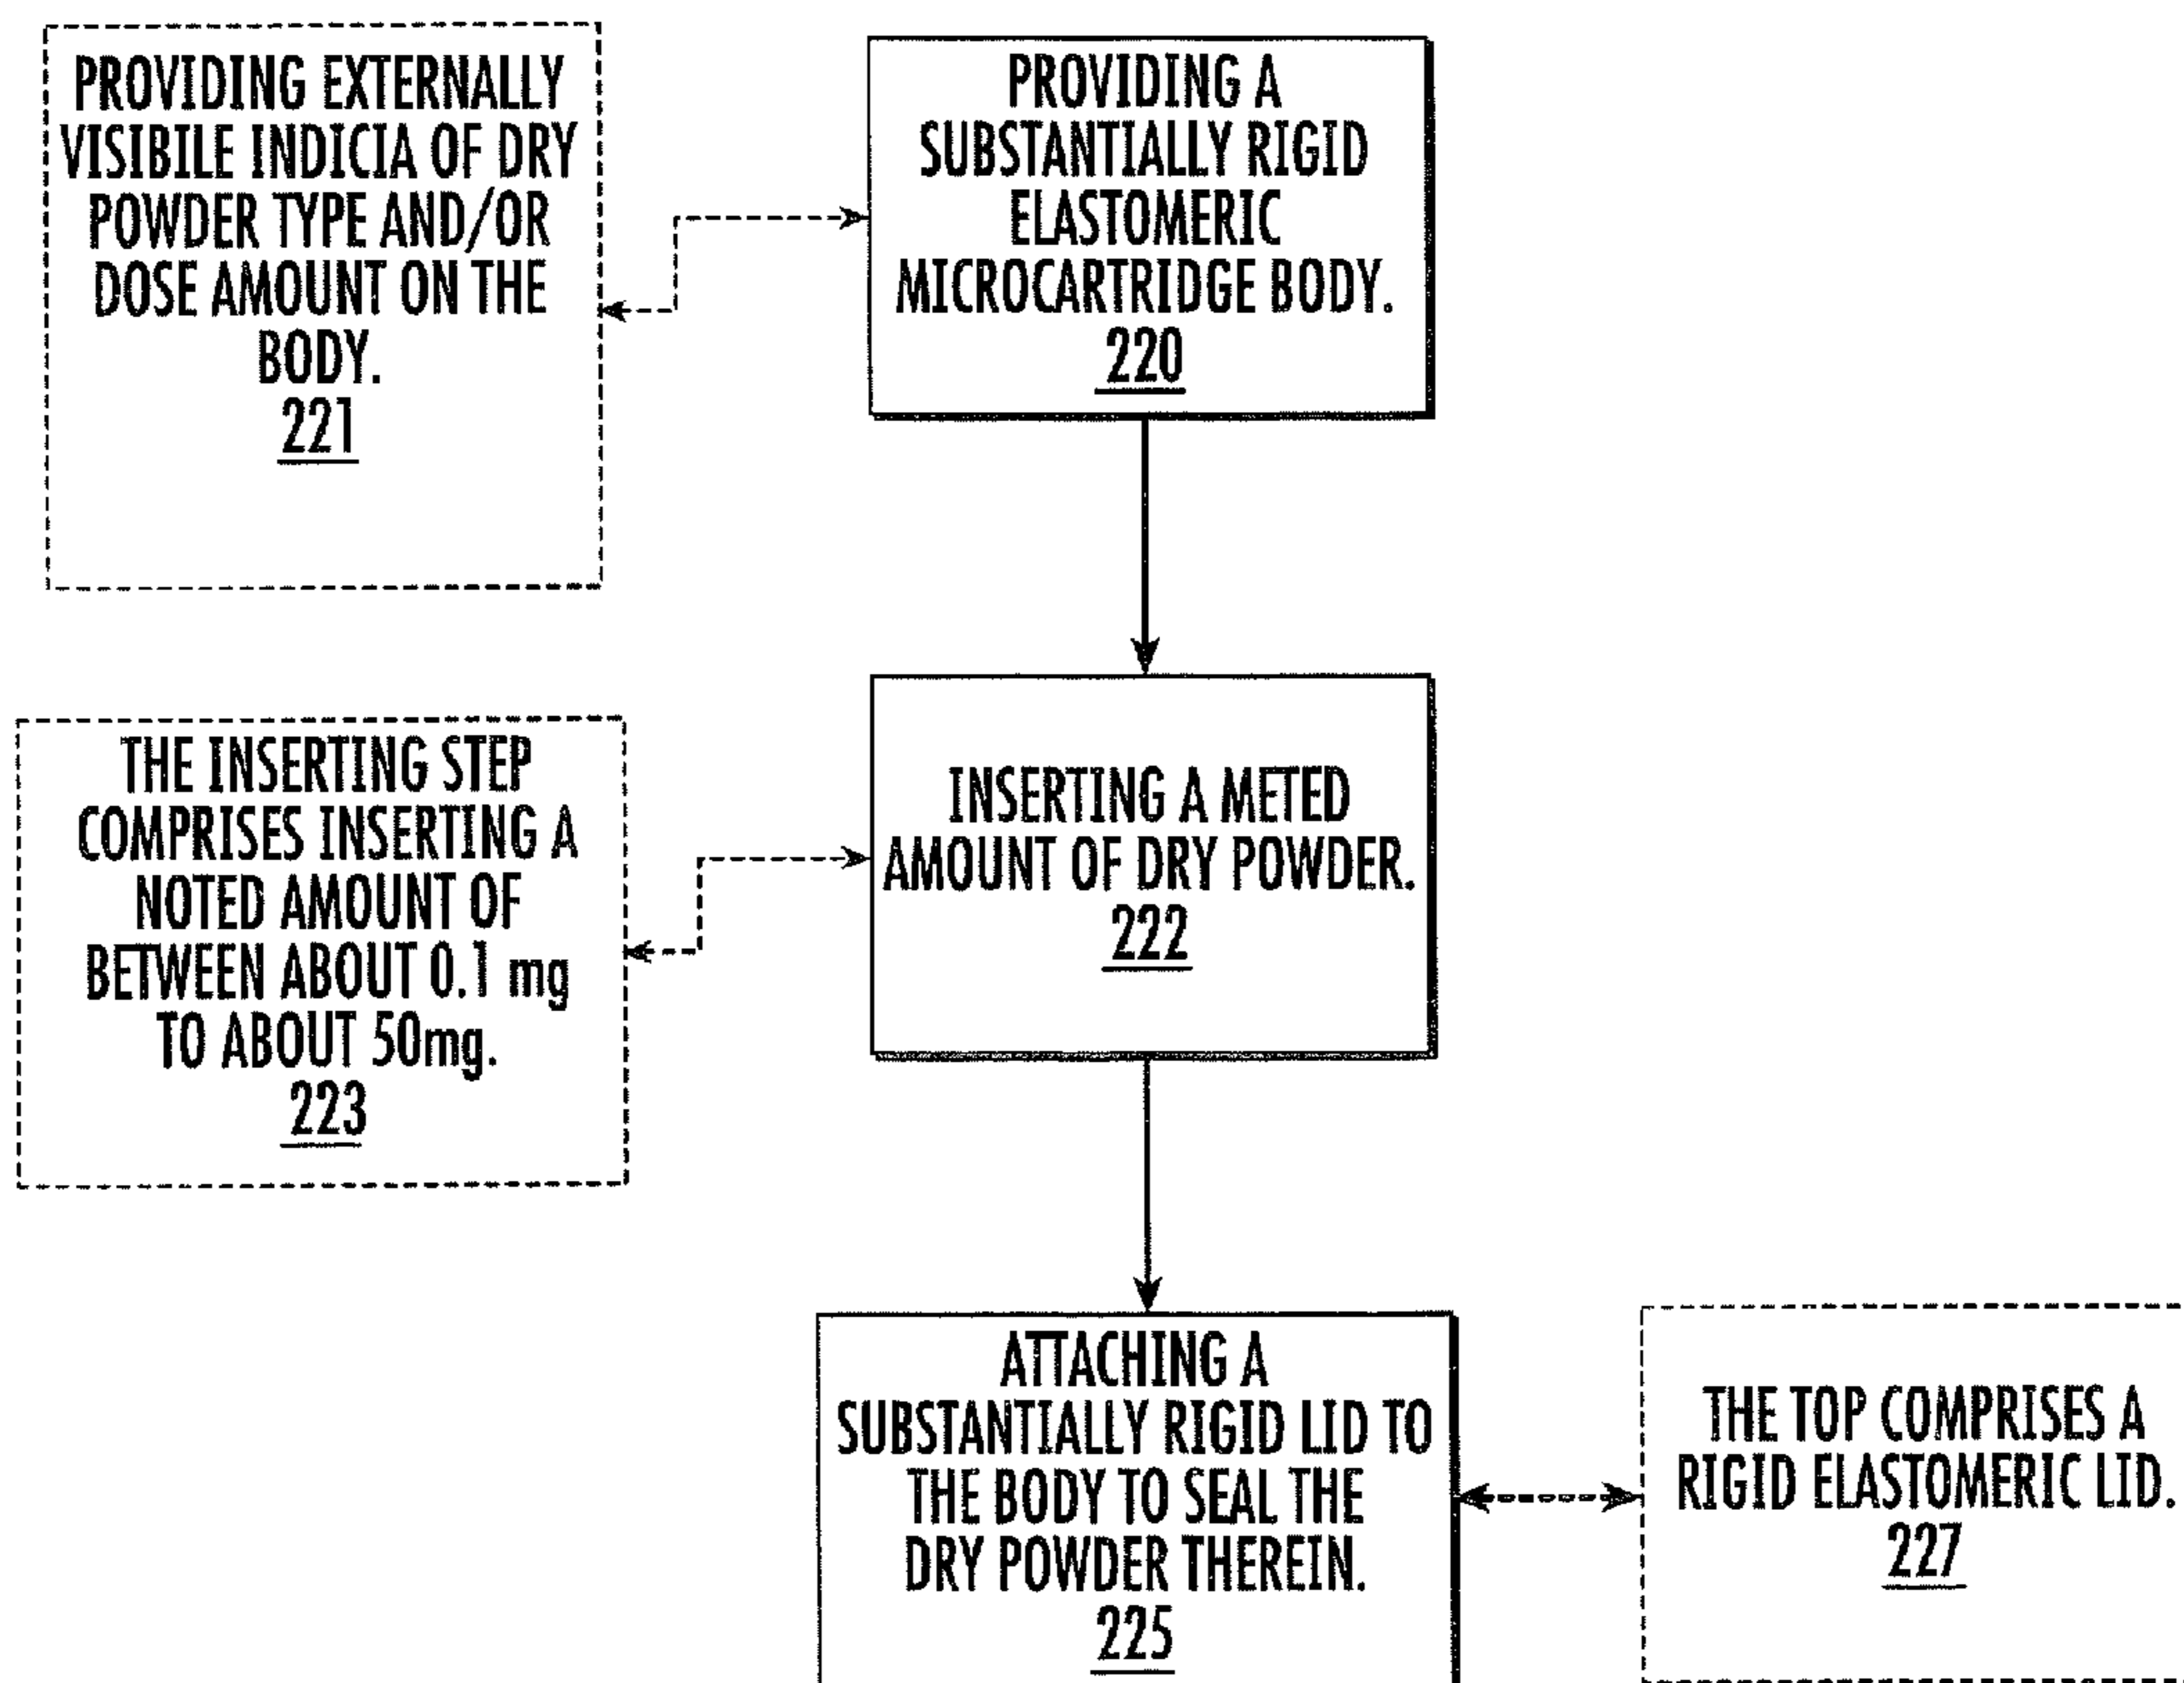 PROVIDING EXTERNALLY
VISIBILE INDICIA OF DRY
POWDER TYPE AND/OR
DOSE AMOUNT ON THE
BODY.
221
PROVIDING A
SUBSTANTIALLY RIGID
ELASTOMERIC
MICROCARTRIDGE BODY.
220
THE INSERTING STEP
COMPRISES INSERTING A
NOTED AMOUNT OF
BETWEEN ABOUT 0.1 mg
TO ABOUT 50mg.
223
INSERTING A METED
AMOUNT OF DRY POWDER.
222
ATTACHING A
SUBSTANTIALLY RIGID LID TO
THE BODY TO SEAL THE
DRY POWDER THEREIN.
225
THE TOP COMPRISES A
RIGID ELASTOMERIC LID.
227